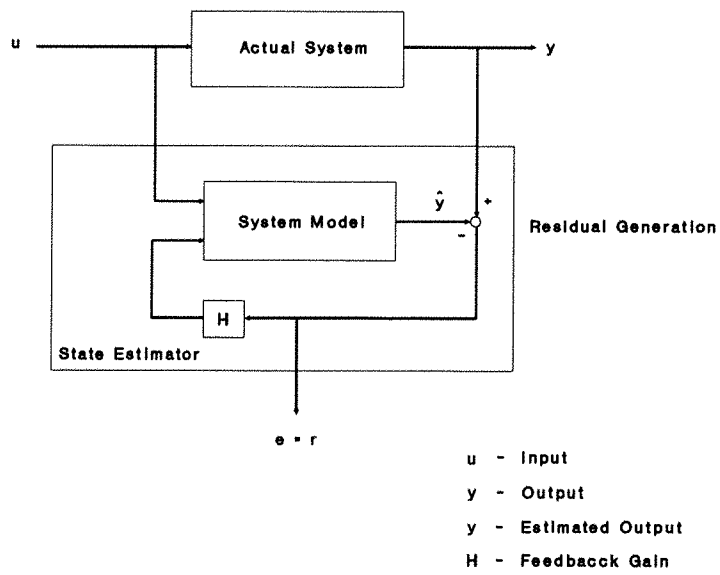 u
Actual System
y
ŷ
+
System Model
-
Residual Generation
H
State Estimator
e = r
u - Input
y - Output
y - Estimated Output
H - Feedbacck Gain